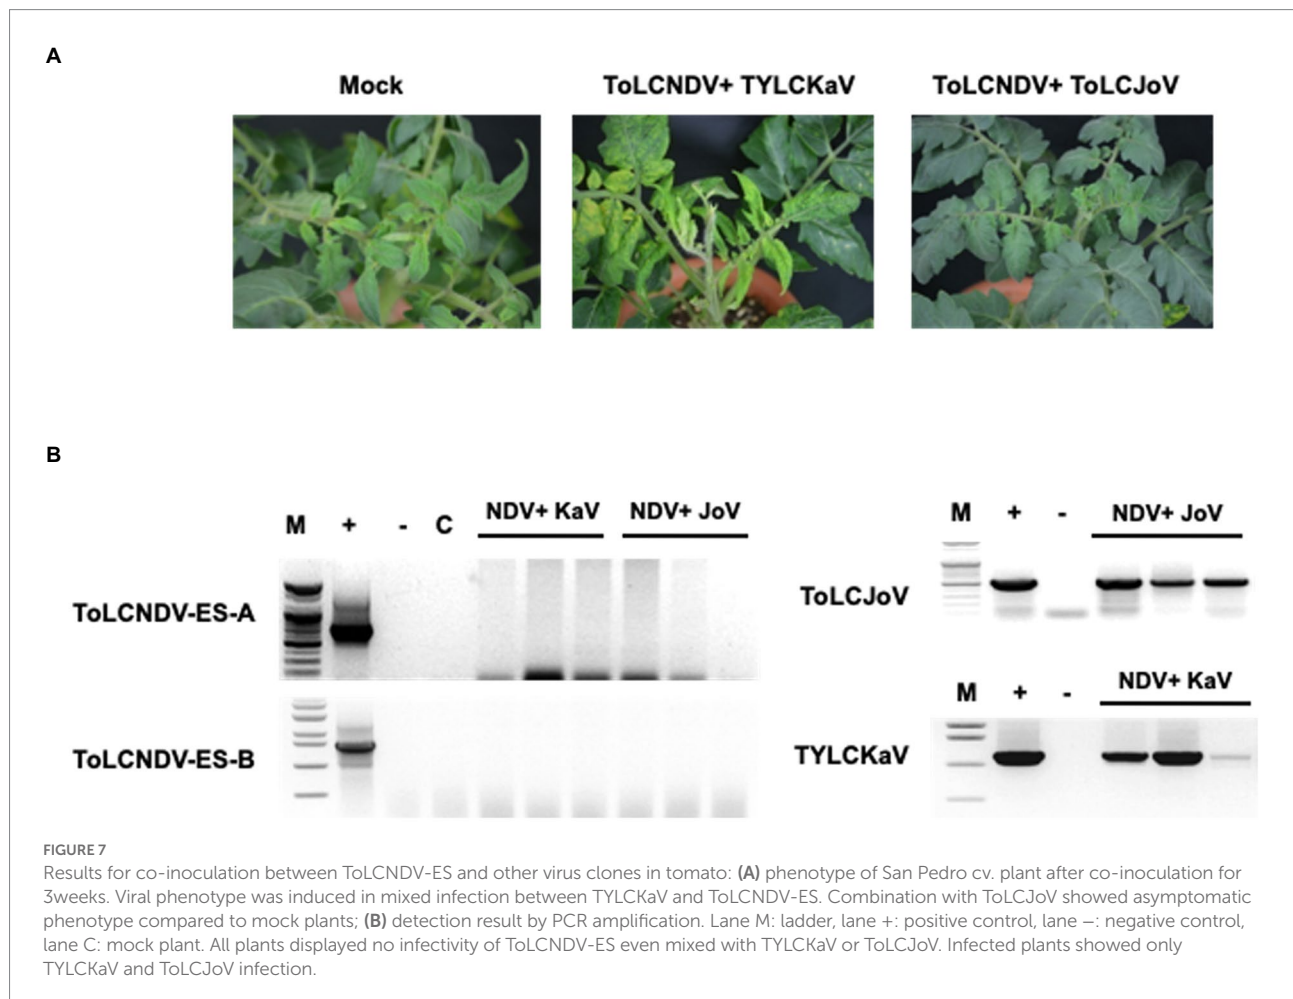 A
Mock
ToLCNDV+ TYLCKaV
ToLCNDV+ ToLCJoV
B
M + - C NDV+ KaV NDV+ JoV
ToLCNDV-ES-A
ToLCNDV-ES-B
M + - NDV+ JoV
ToLCJoV
M + - NDV+ KaV
TYLCKaV
FIGURE 7
Results for co-inoculation between ToLCNDV-ES and other virus clones in tomato: (A) phenotype of San Pedro cv. plant after co-inoculation for
3weeks. Viral phenotype was induced in mixed infection between TYLCKaV and ToLCNDV-ES. Combination with ToLCJoV showed asymptomatic
phenotype compared to mock plants; (B) detection result by PCR amplification. Lane M: ladder, lane +: positive control, lane −: negative control,
lane C: mock plant. All plants displayed no infectivity of ToLCNDV-ES even mixed with TYLCKaV or ToLCJoV. Infected plants showed only
TYLCKaV and ToLCJoV infection.